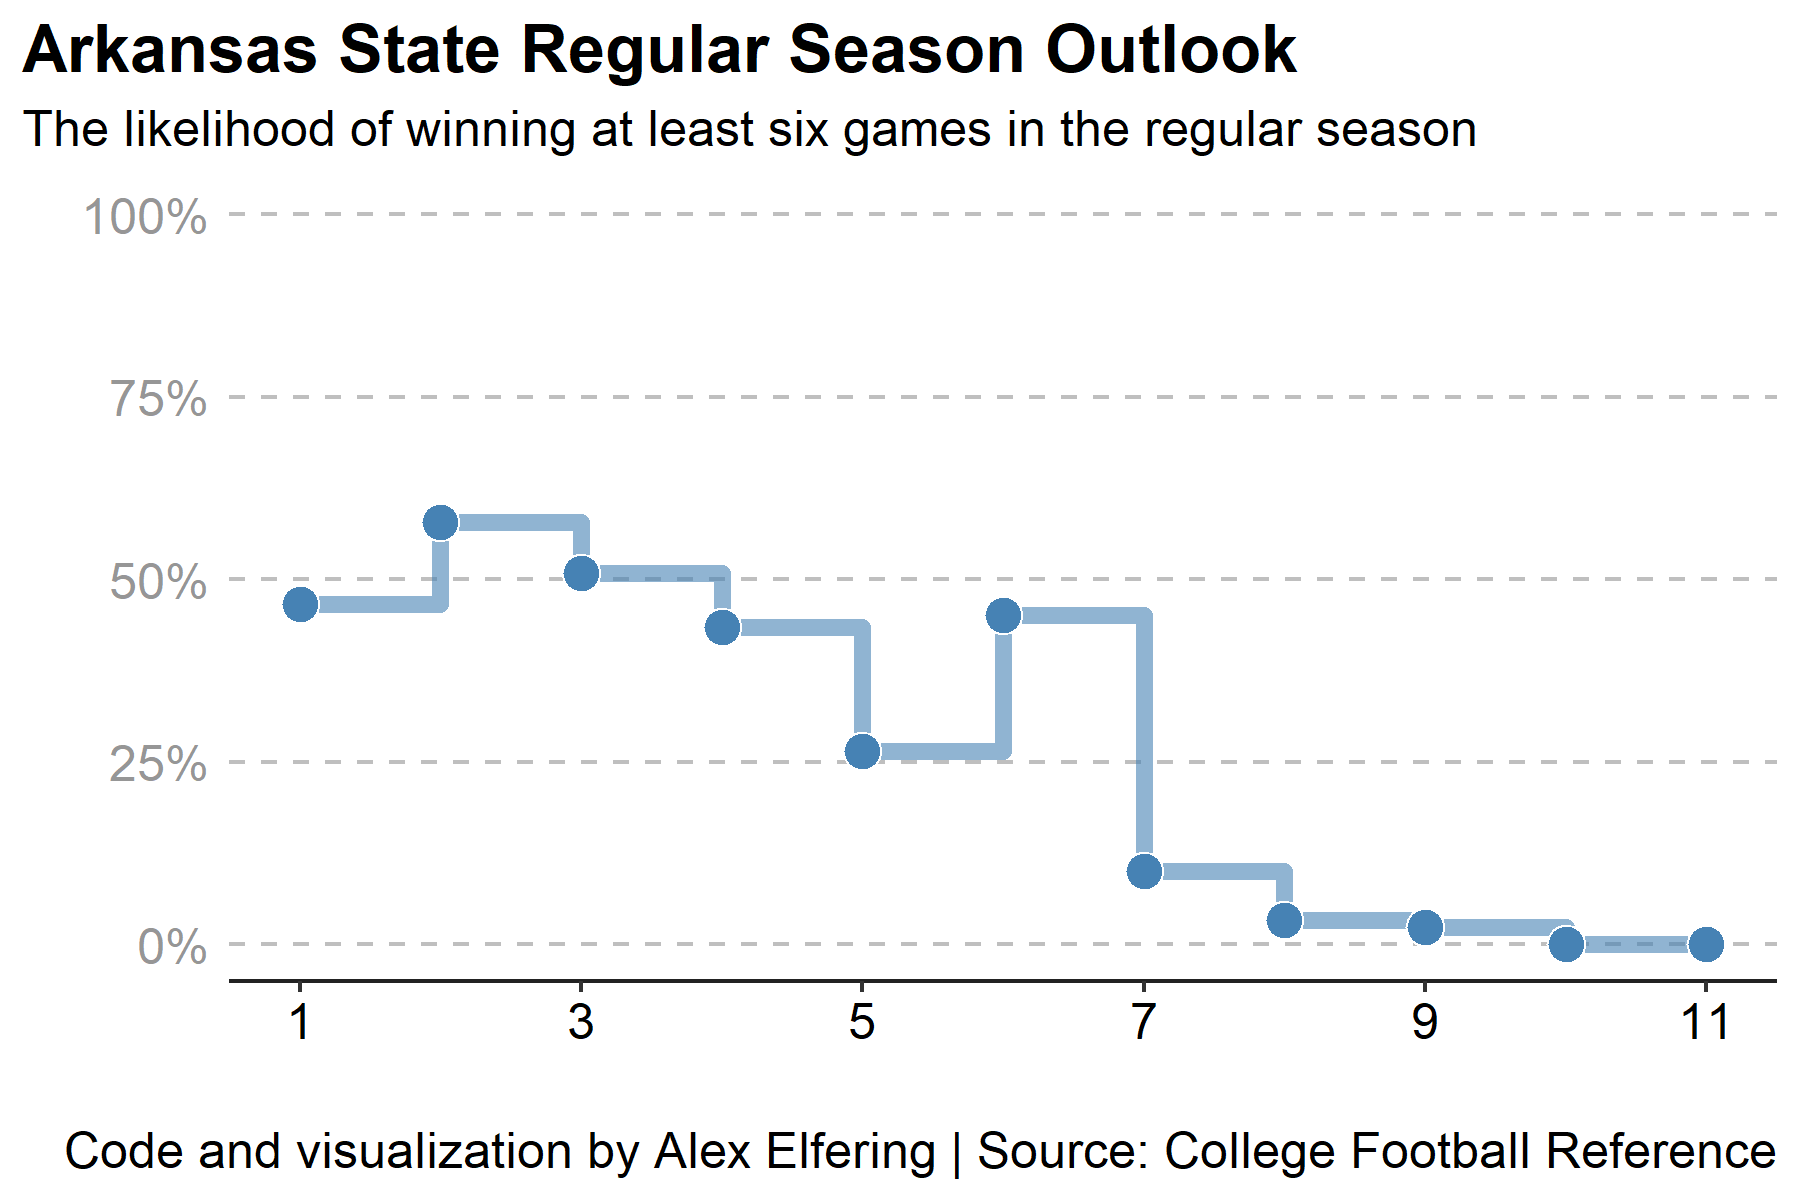 Arkansas State Regular Season Outlook
The likelihood of winning at least six games in the regular season
100%
75%
50%
25%
0%
1 3 5 7 9 11
Code and visualization by Alex Elfering | Source: College Football Reference